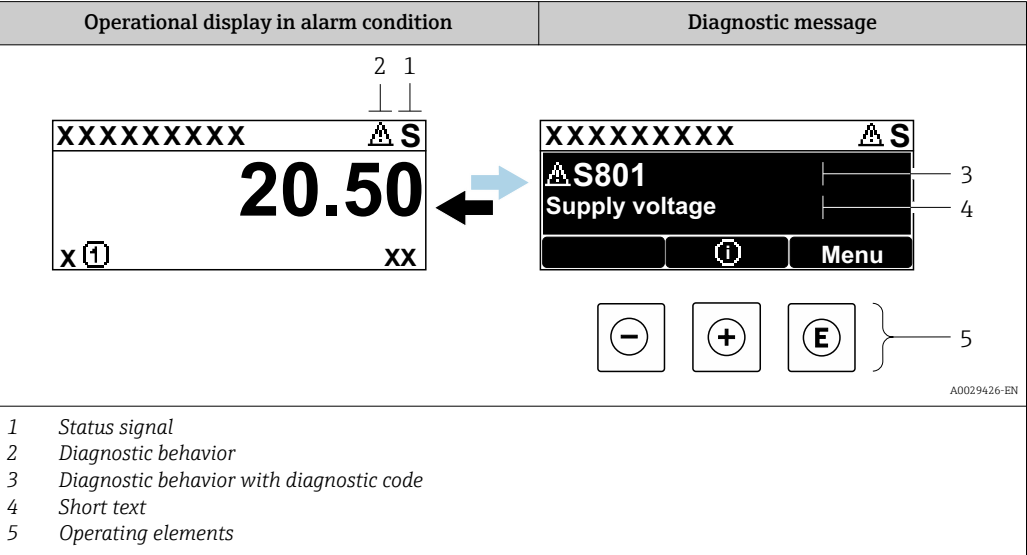 Operational display in alarm condition
Diagnostic message
2 1
XXXXXXXXX S
20.50
x 1 xx
XXXXXXXXX S
S801
Supply voltage
i Menu
3
4
- + E
5
A0029426-EN
1 Status signal
2 Diagnostic behavior
3 Diagnostic behavior with diagnostic code
4 Short text
5 Operating elements